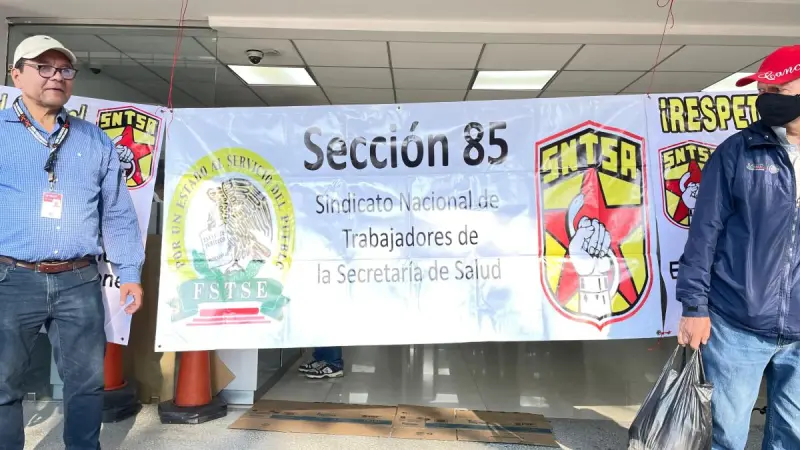 Sección 85
Sindicato Nacional de
Trabajadores de
la Secretaría de Salud
POR UN ESTADO AL SERVICIO DEL PUEBLO
FSTSE
SNTSA
SNTSA
¡RESPET
SNTSA